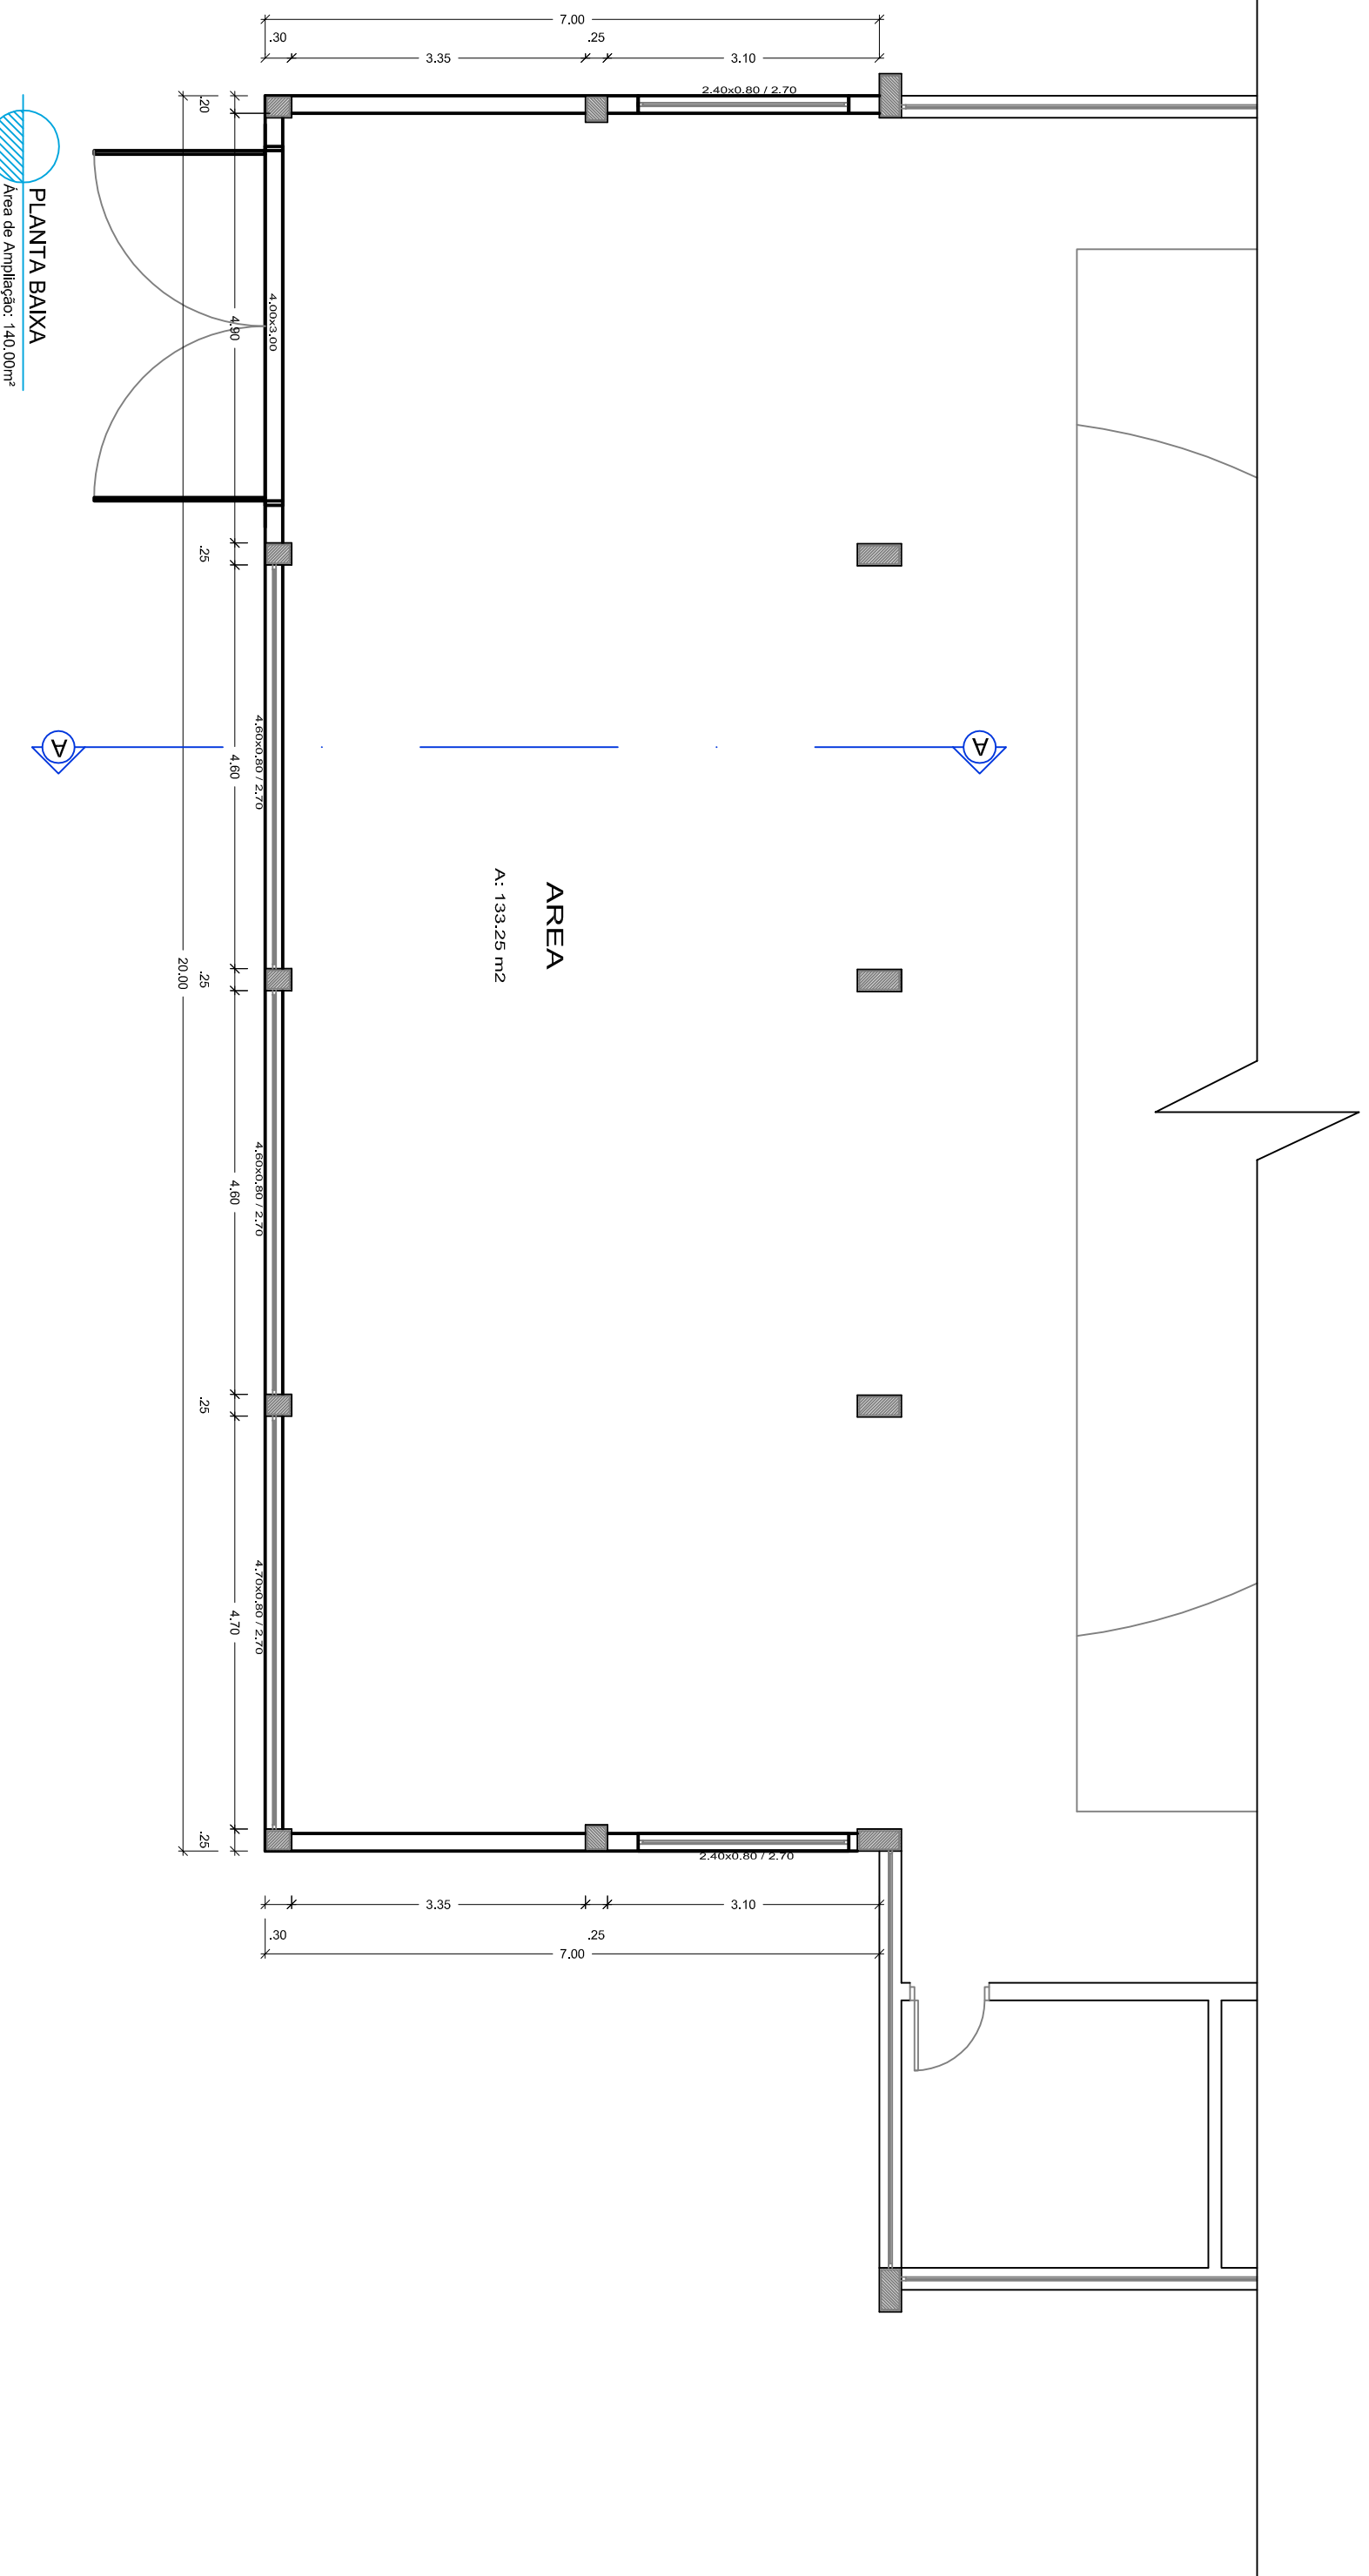 7.00
.30
.25
3.35
3.10
2.40x0.80 / 2.70
.20
4.90
4.00x3.00
.25
4.60
4.60x0.80 / 2.70
.25
20.00
4.60
4.60x0.80 / 2.70
.25
4.70
4.70x0.80 / 2.70
.25
A
A
AREA
A: 133.25 m2
2.40x0.80 / 2.70
3.35
3.10
.30
.25
7.00
PLANTA BAIXA
Área de Ampliação: 140.00m²